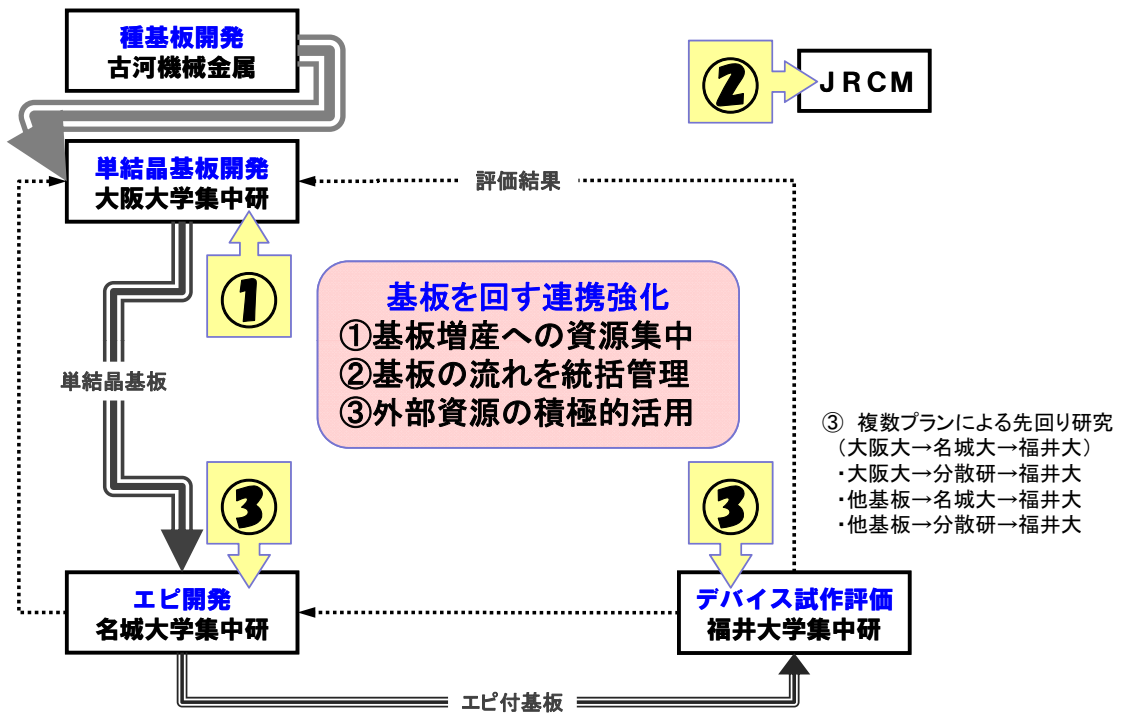 種基板開発
古河機械金属
②
JRCM
単結晶基板開発
大阪大学集中研
評価結果
①
基板を回す連携強化
①基板増産への資源集中
②基板の流れを統括管理
③外部資源の積極的活用
単結晶基板
③ 複数プランによる先回り研究
(大阪大→名城大→福井大)
・大阪大→分散研→福井大
・他基板→名城大→福井大
・他基板→分散研→福井大
③
③
エピ開発
名城大学集中研
デバイス試作評価
福井大学集中研
エピ付基板